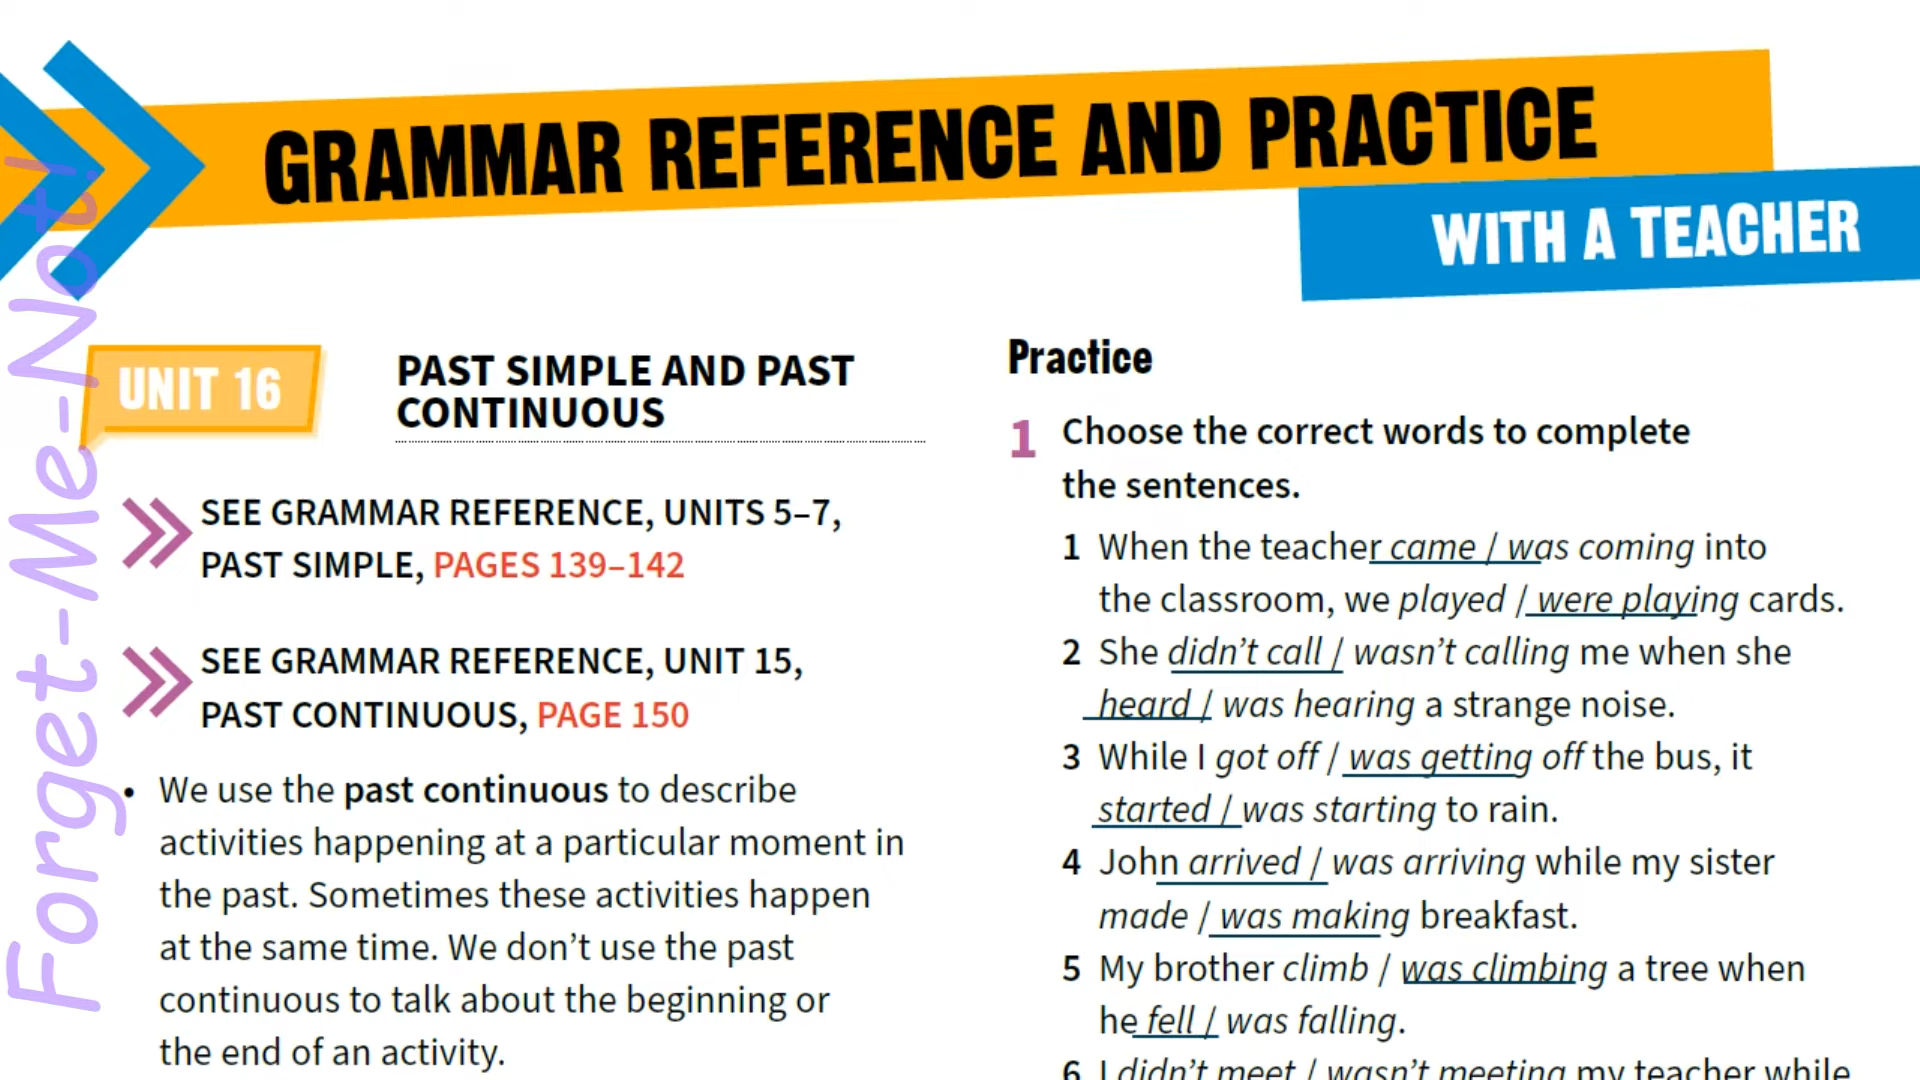 GRAMMAR REFERENCE AND PRACTICE
WITH A TEACHER
Forget-Me-Not!
UNIT 16
PAST SIMPLE AND PAST
CONTINUOUS
SEE GRAMMAR REFERENCE, UNITS 5–7,
PAST SIMPLE, PAGES 139–142
SEE GRAMMAR REFERENCE, UNIT 15,
PAST CONTINUOUS, PAGE 150
• We use the past continuous to describe
activities happening at a particular moment in
the past. Sometimes these activities happen
at the same time. We don’t use the past
continuous to talk about the beginning or
the end of an activity.
Practice
1 Choose the correct words to complete
the sentences.
1 When the teacher came / was coming into
the classroom, we played / were playing cards.
2 She didn’t call / wasn’t calling me when she
heard / was hearing a strange noise.
3 While I got off / was getting off the bus, it
started / was starting to rain.
4 John arrived / was arriving while my sister
made / was making breakfast.
5 My brother climb / was climbing a tree when
he fell / was falling.
6 I didn’t meet / wasn’t meeting my teacher while